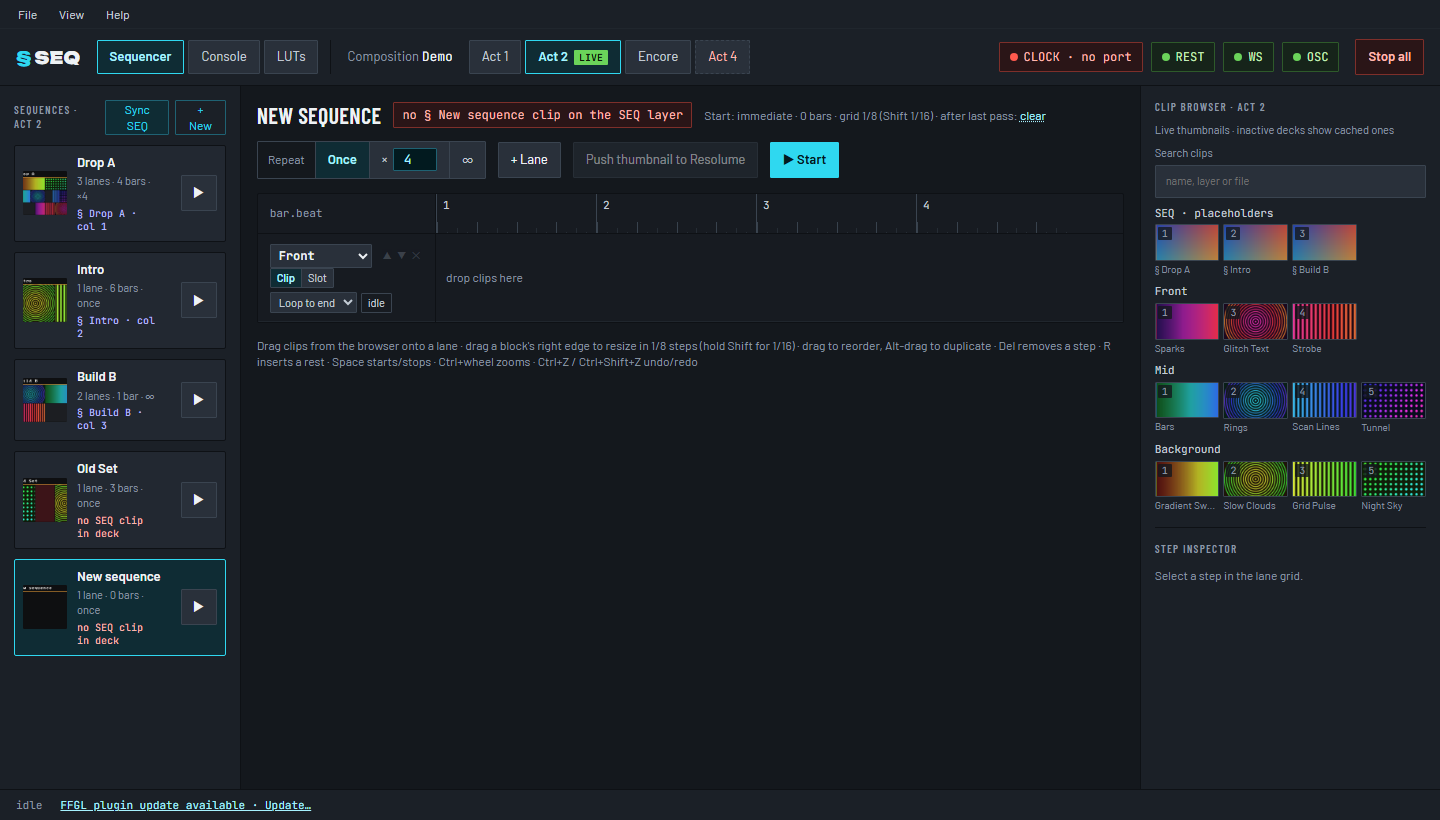 File View Help
§ SEQ Sequencer Console LUTs Composition Demo Act 1 Act 2 LIVE Encore Act 4 CLOCK · no port REST WS OSC Stop all
SEQUENCES · ACT 2
Sync SEQ
+ New
Drop A
3 lanes · 4 bars · ×4
§ Drop A · col 1
Intro
1 lane · 6 bars · once
§ Intro · col 2
Build B
2 lanes · 1 bar · ∞
§ Build B · col 3
Old Set
1 lane · 3 bars · once
no SEQ clip in deck
New sequence
1 lane · 0 bars · once
no SEQ clip in deck
NEW SEQUENCE no § New sequence clip on the SEQ layer Start: immediate · 0 bars · grid 1/8 (Shift 1/16) · after last pass: clear
Repeat Once × 4 ∞ + Lane Push thumbnail to Resolume ▶ Start
bar.beat 1 2 3 4
Front ▲ ▼ ✕
Clip Slot
Loop to end idle
drop clips here
Drag clips from the browser onto a lane · drag a block's right edge to resize in 1/8 steps (hold Shift for 1/16) · drag to reorder, Alt-drag to duplicate · Del removes a step · R
inserts a rest · Space starts/stops · Ctrl+wheel zooms · Ctrl+Z / Ctrl+Shift+Z undo/redo
CLIP BROWSER · ACT 2
Live thumbnails · inactive decks show cached ones
Search clips
name, layer or file
SEQ · placeholders
1 2 3
§ Drop A § Intro § Build B
Front
1 3 4
Sparks Glitch Text Strobe
Mid
1 2 4 5
Bars Rings Scan Lines Tunnel
Background
1 2 3 5
Gradient Sw… Slow Clouds Grid Pulse Night Sky
STEP INSPECTOR
Select a step in the lane grid.
idle FFGL plugin update available · Update…